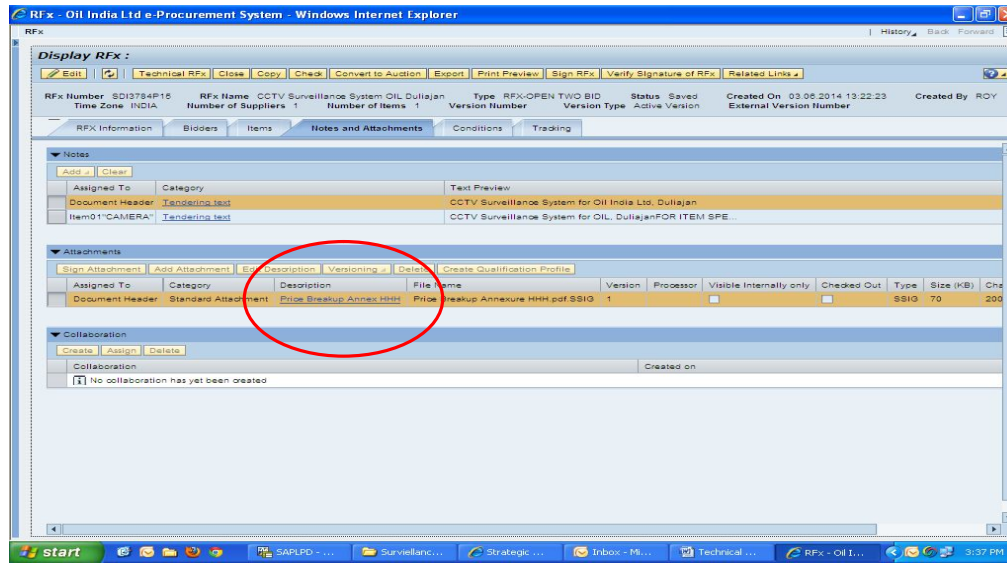 RFx - Oil India Ltd e-Procurement System - Windows Internet Explorer
RFx | History Back Forward
Display RFx :
Edit | | Technical RFx Close Copy Check Convert to Auction Export Print Preview Sign RFx Verify Signature of RFx Related Links
RFx Number SDI3784P15 RFx Name CCTV Surveillance System OIL Duliajan Type RFX-OPEN TWO BID Status Saved Created On 03.06.2014 13:22:23 Created By ROY
Time Zone INDIA Number of Suppliers 1 Number of Items 1 Version Number Version Type Active Version External Version Number
RFX Information Bidders Items Notes and Attachments Conditions Tracking
Notes
Add Clear
Assigned To Category Text Preview
Document Header Tendering text CCTV Surveillance System for Oil India Ltd, Duliajan
Item01"CAMERA" Tendering text CCTV Surveillance System for OIL, DuliajanFOR ITEM SPE...
Attachments
Sign Attachment Add Attachment Edit Description Versioning Delete Create Qualification Profile
Assigned To Category Description File Name Version Processor Visible Internally only Checked Out Type Size (KB) Cha
Document Header Standard Attachment Price Breakup Annex HHH Price Breakup Annexure HHH.pdf.SSIG 1 SSIG 70 200
Collaboration
Create Assign Delete
Collaboration Created on
No collaboration has yet been created
start SAPLPD - ... Surviellanc... Strategic ... Inbox - Mi... Technical ... RFx - Oil I... 3:37 PM